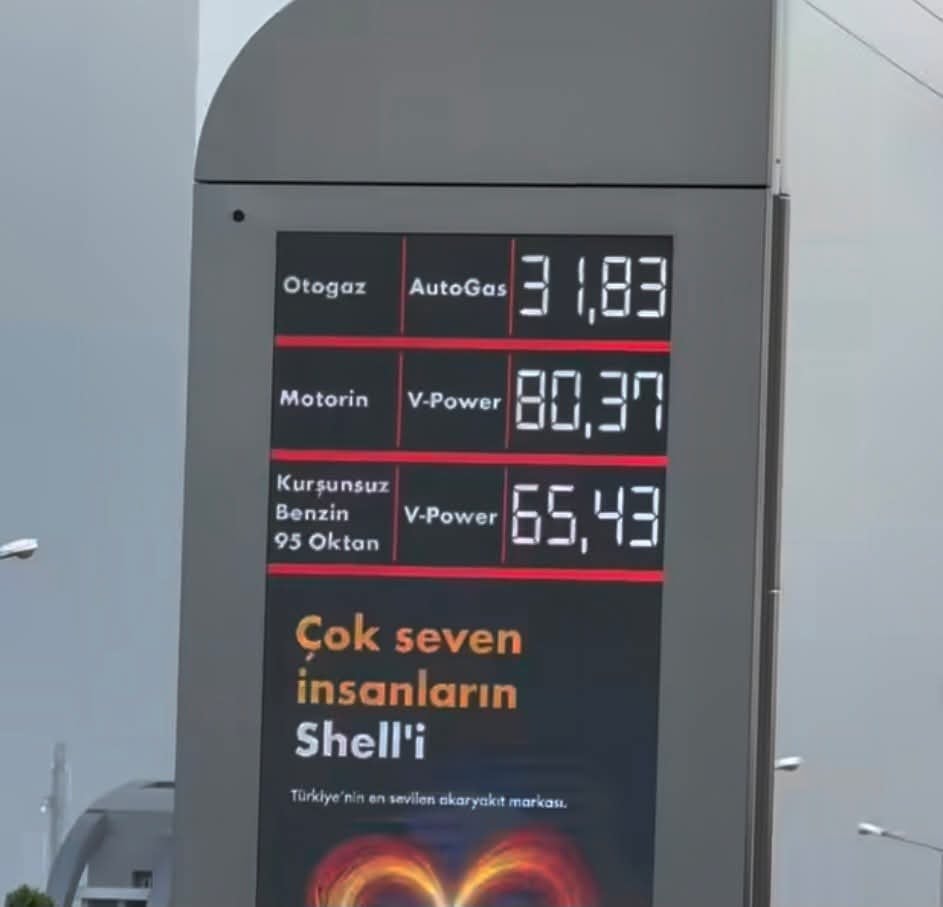 Otogaz AutoGas 31,83
Motorin V-Power 80,37
Kurşunsuz
Benzin
95 Oktan
V-Power 65,43
Çok seven
insanların
Shell'i
Türkiye'nin en sevilen akaryakıt markası.